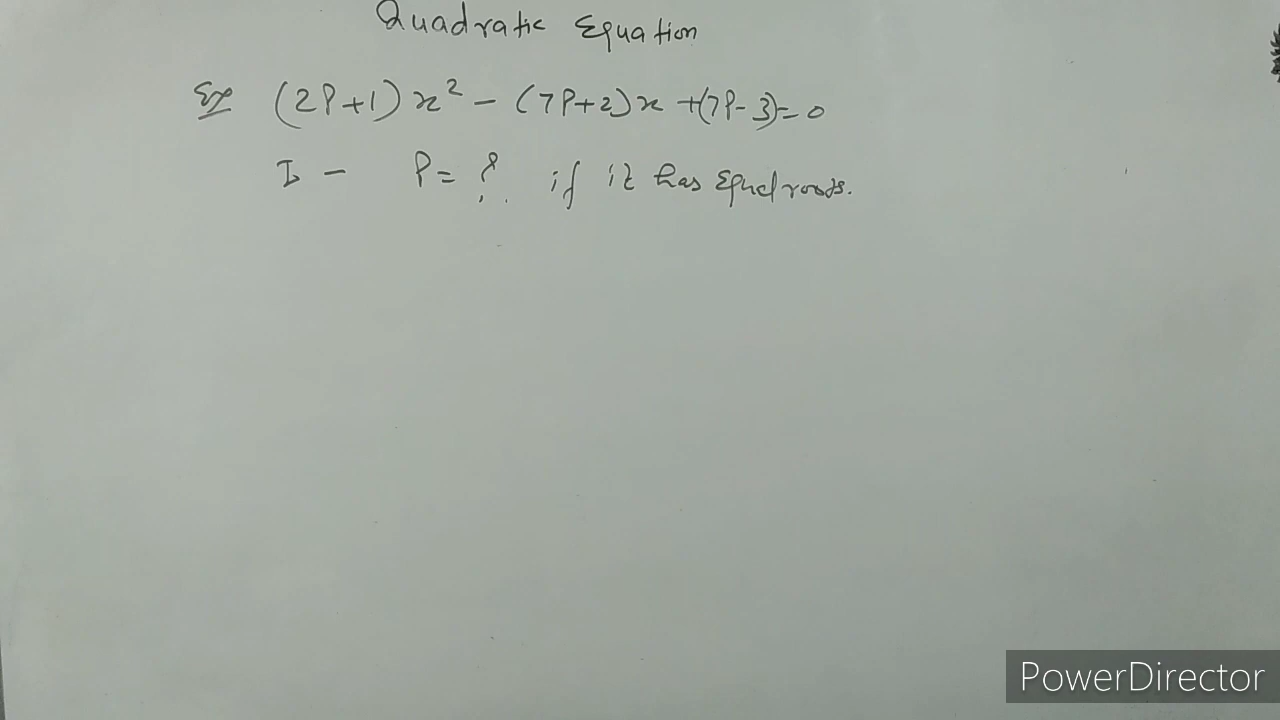 Quadratic Equation
Ex (2P+1)x² - (7P+2)x +(7P-3)=0
I - P = ? if it has Equal roots.
PowerDirector